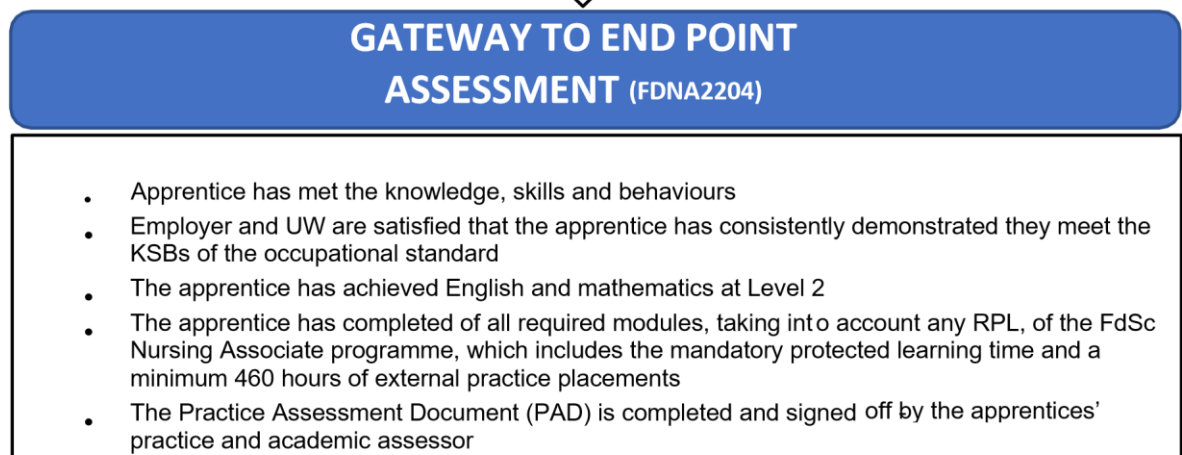 GATEWAY TO END POINT
ASSESSMENT (FDNA2204)
• Apprentice has met the knowledge, skills and behaviours
• Employer and UW are satisfied that the apprentice has consistently demonstrated they meet the
KSBs of the occupational standard
• The apprentice has achieved English and mathematics at Level 2
• The apprentice has completed of all required modules, taking into account any RPL, of the FdSc
Nursing Associate programme, which includes the mandatory protected learning time and a
minimum 460 hours of external practice placements
• The Practice Assessment Document (PAD) is completed and signed off by the apprentices’
practice and academic assessor